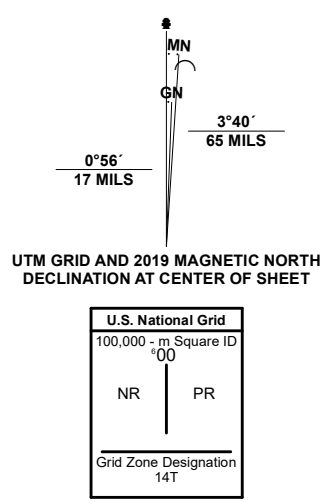 MN
GN
3°40´
65 MILS
0°56´
17 MILS
UTM GRID AND 2019 MAGNETIC NORTH
DECLINATION AT CENTER OF SHEET
U.S. National Grid
100,000 - m Square ID
⁶00
NR PR
Grid Zone Designation
14T